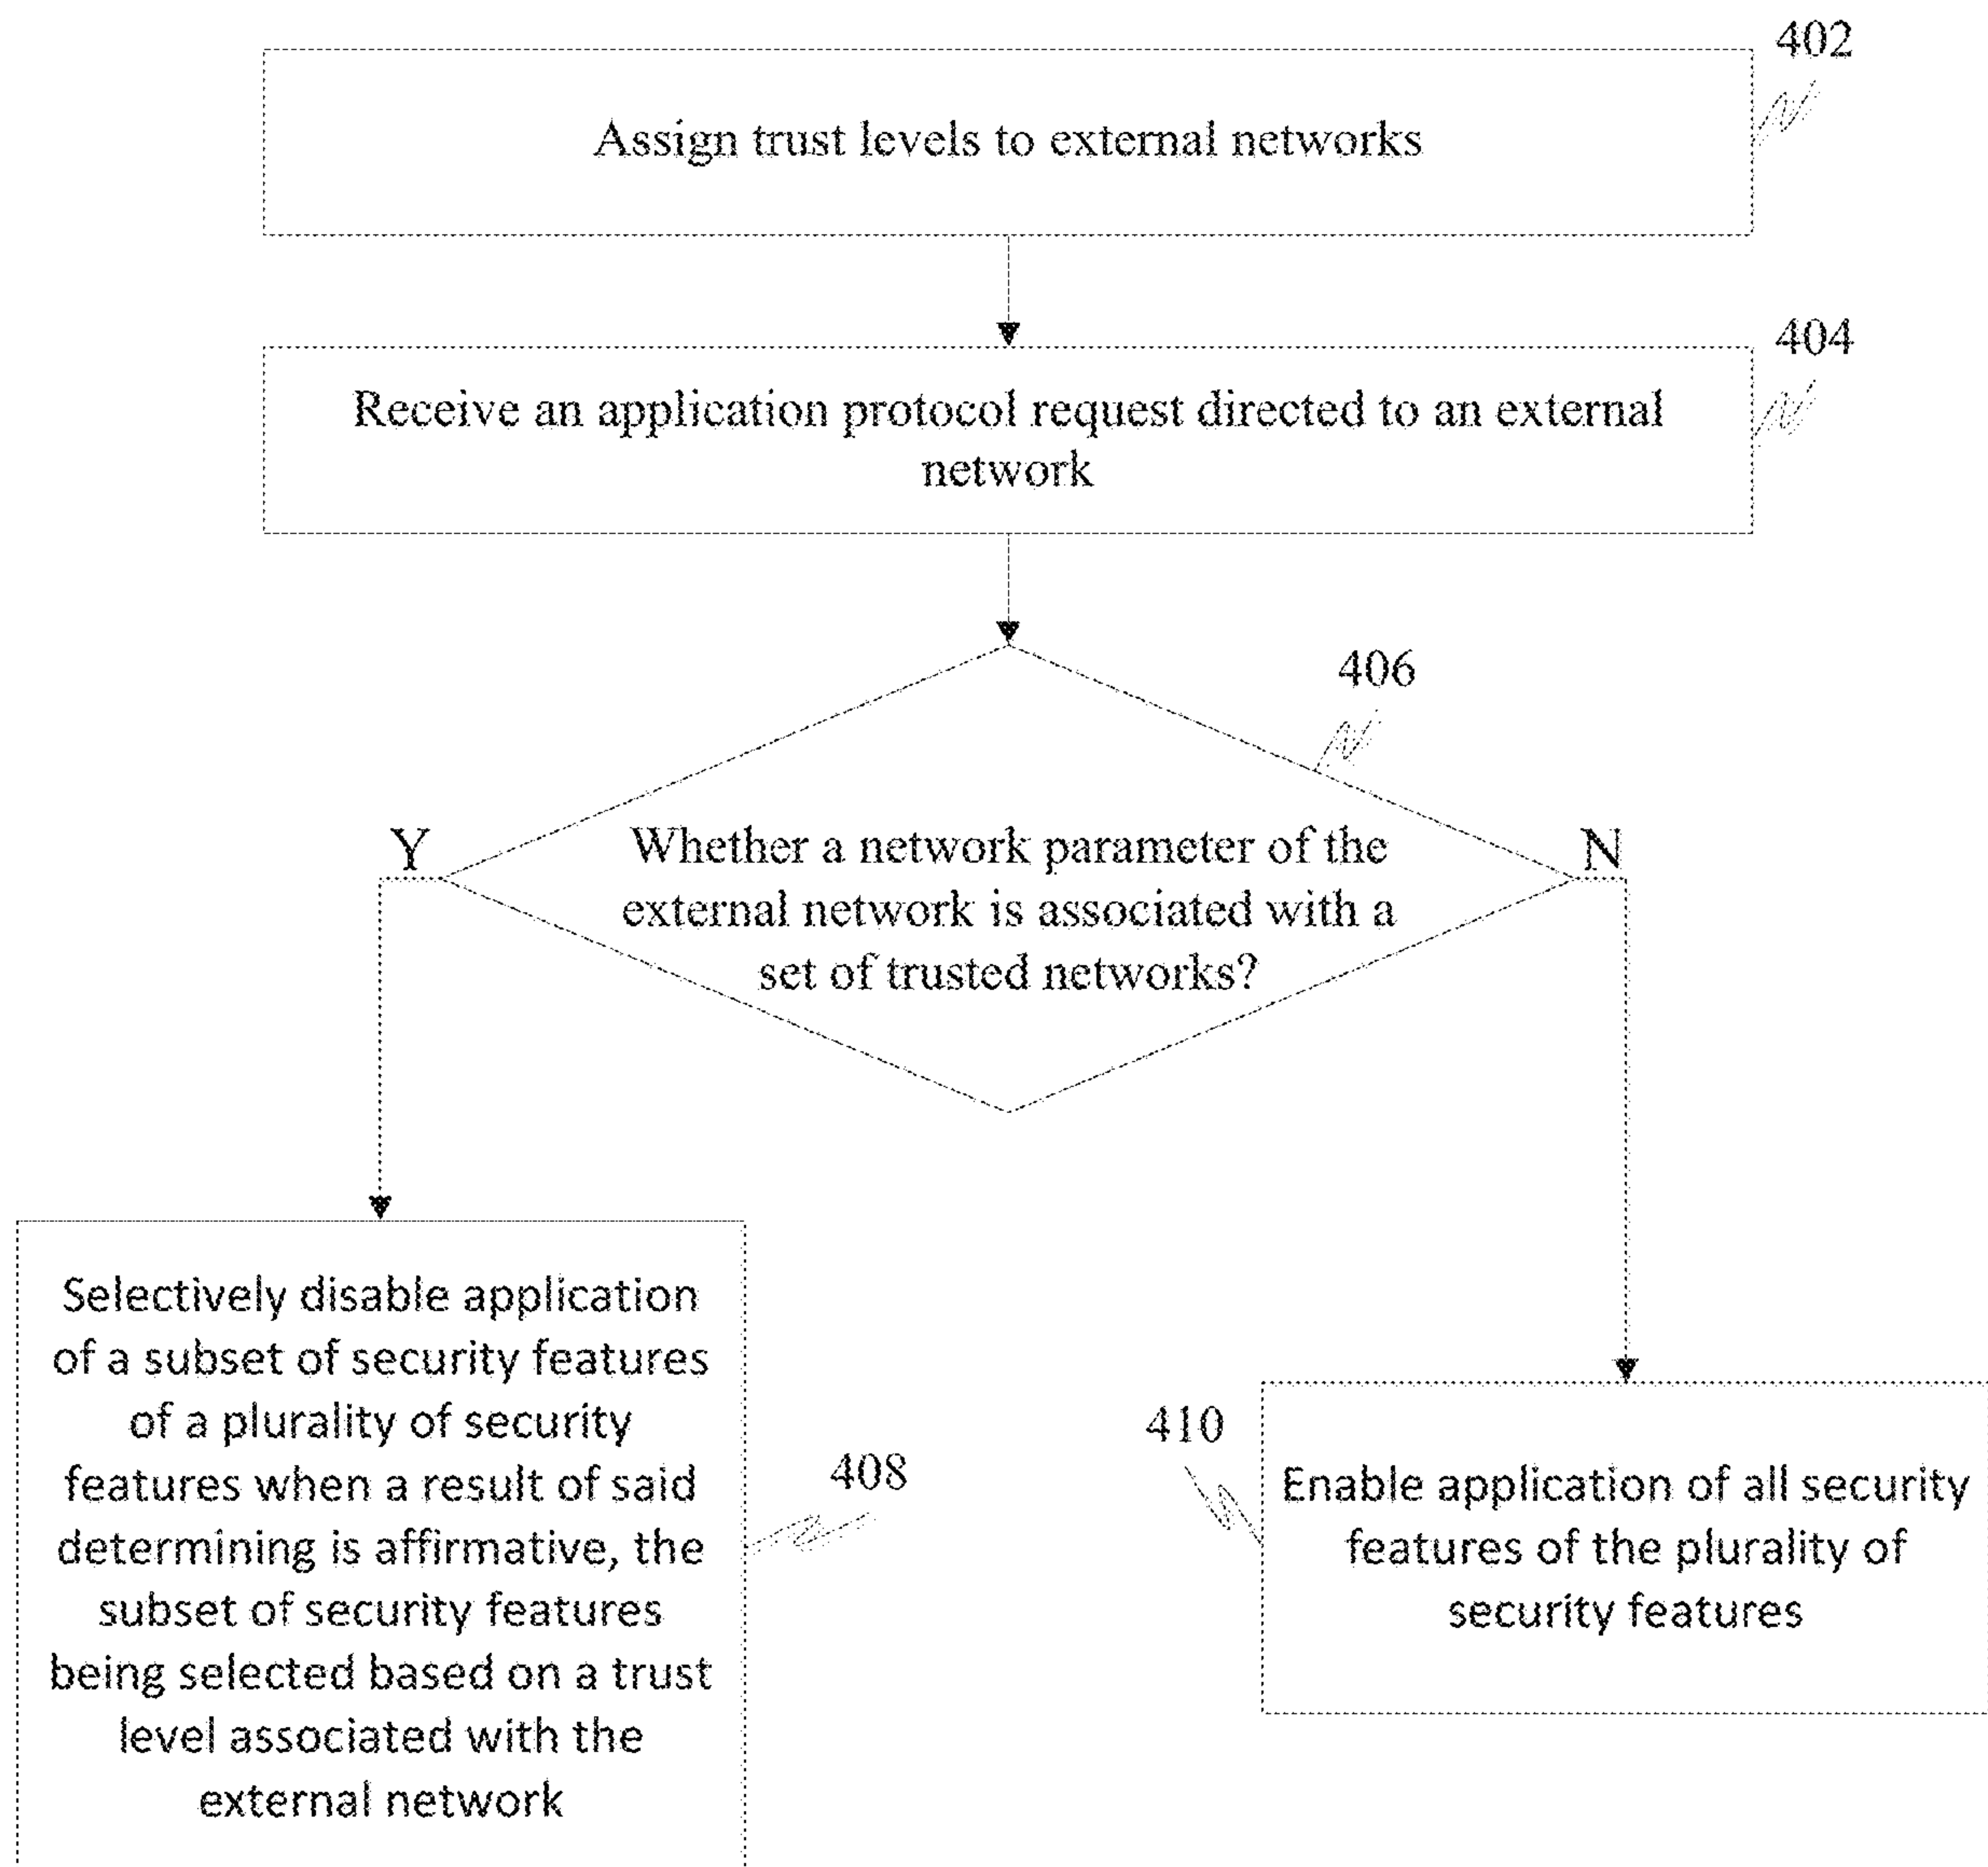 402
Assign trust levels to external networks
404
Receive an application protocol request directed to an external
network
406
Y
N
Whether a network parameter of the
external network is associated with a
set of trusted networks?
Selectively disable application
of a subset of security features
of a plurality of security
features when a result of said
determining is affirmative, the
subset of security features
being selected based on a trust
level associated with the
external network
408
410
Enable application of all security
features of the plurality of
security features